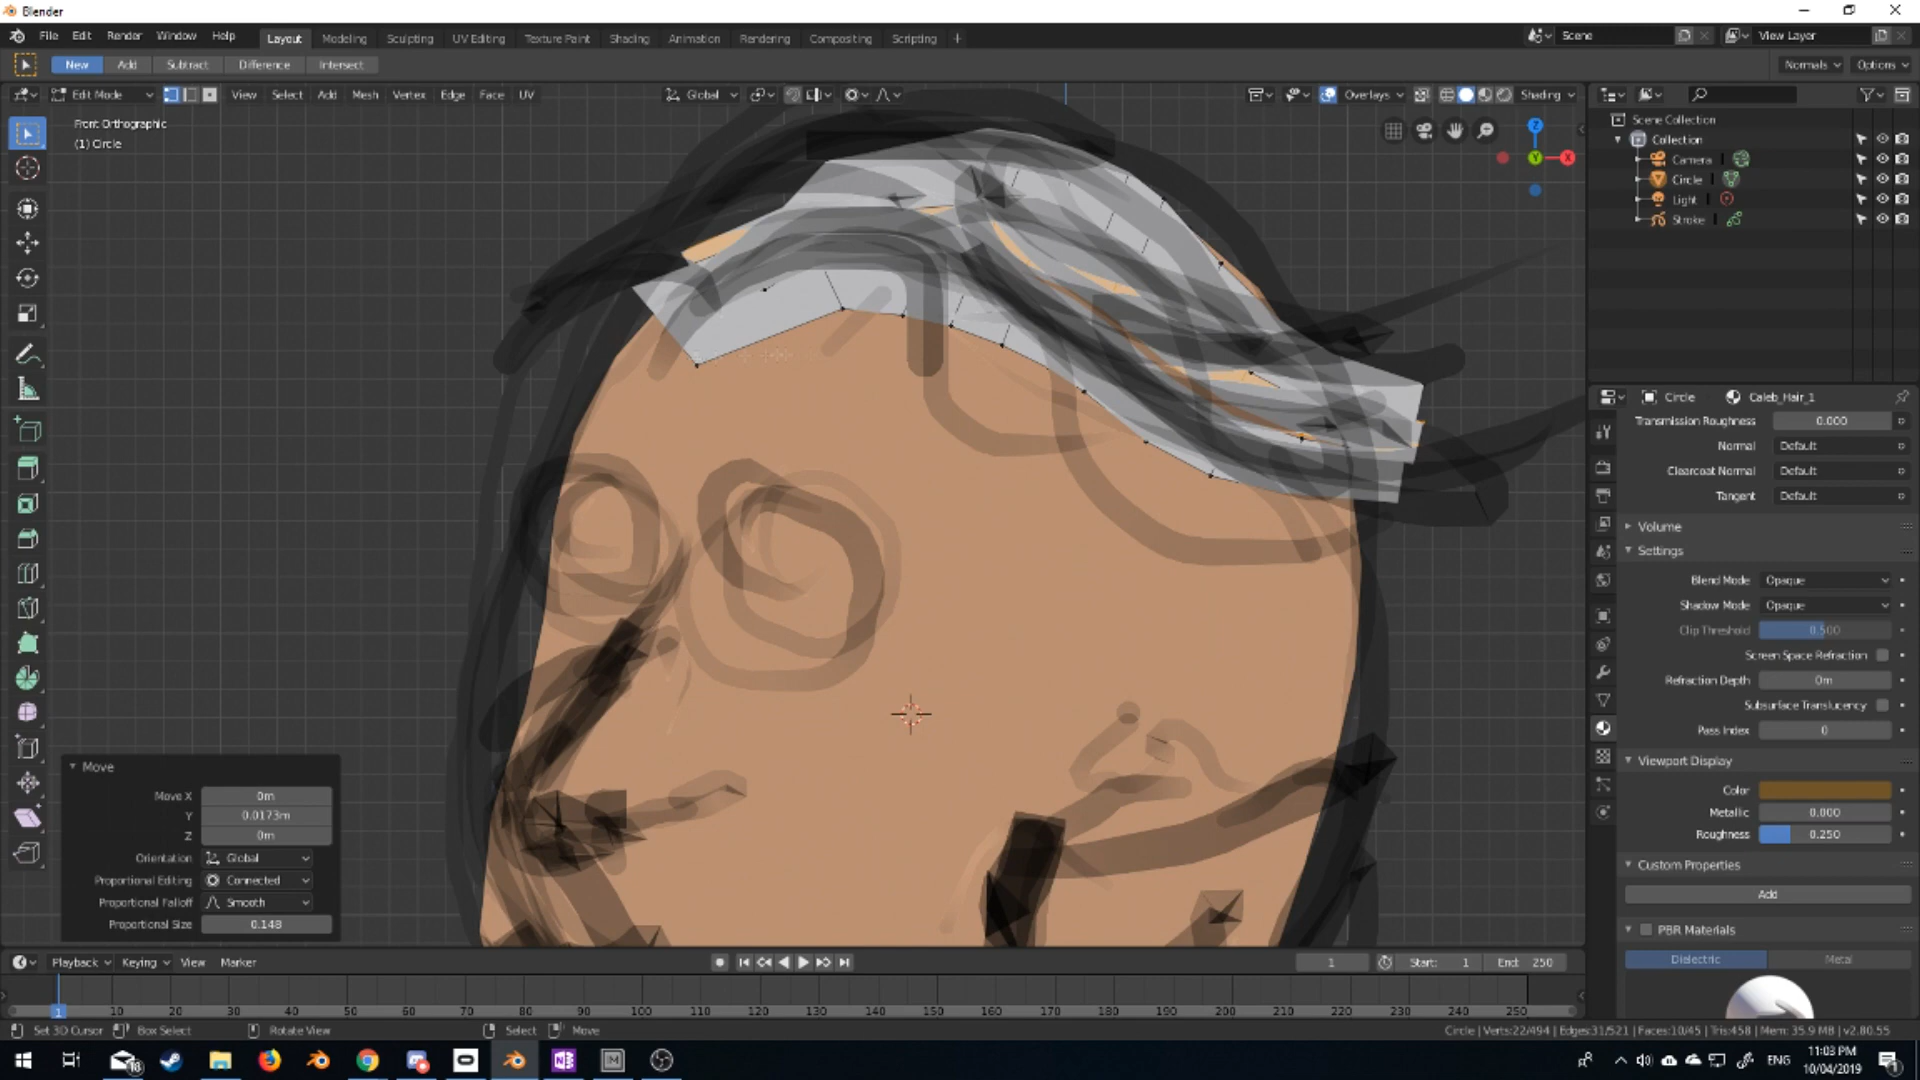 Blender
File Edit Render Window Help
Layout Modeling Sculpting UV Editing Texture Paint Shading Animation Rendering Compositing Scripting +
Scene
View Layer
New Add Subtract Difference Intersect
Normals Options
Edit Mode View Select Add Mesh Vertex Edge Face UV
Global
Overlays
Shading
Front Orthographic
(1) Circle
Z
Y
X
Scene Collection
Collection
Camera
Circle
Light
Stroke
Circle
Caleb_Hair_1
Transmission Roughness 0.000
Normal Default
Clearcoat Normal Default
Tangent Default
Volume
Settings
Blend Mode Opaque
Shadow Mode Opaque
Clip Threshold 0.500
Screen Space Refraction
Refraction Depth 0m
Subsurface Translucency
Pass Index 0
Viewport Display
Color
Metallic 0.000
Roughness 0.250
Custom Properties
Add
PBR Materials
Dielectric Metal
Move
Move X 0m
Y 0.0173m
Z 0m
Orientation Global
Proportional Editing Connected
Proportional Falloff Smooth
Proportional Size 0.148
Playback Keying View Marker
1
Start: 1
End: 250
1 10 20 30 40 50 60 70 80 90 100 110 120 130 140 150 160 170 180 190 200 210 220 230 240 250
Set 3D Cursor Box Select Rotate View Select Move
Circle | Verts:22/494 | Edges:31/521 | Faces:10/45 | Tris:458 | Mem: 35.9 MB | v2.80.55
18
ENG
11:03 PM
10/04/2019
1